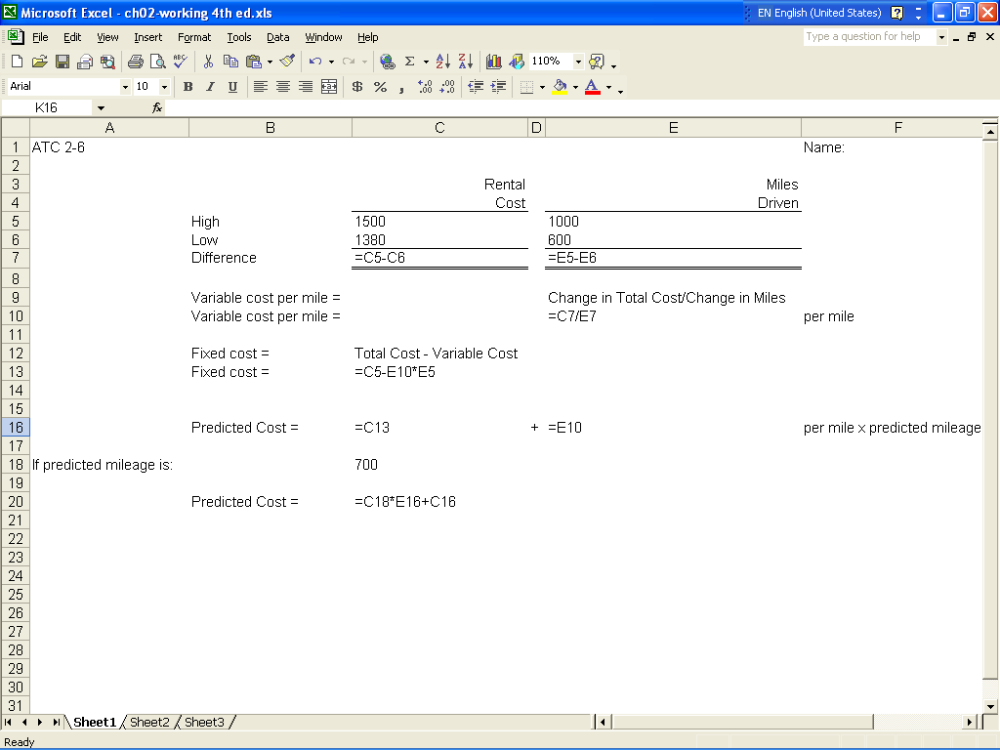 Microsoft Excel - ch02-working 4th ed.xls EN English (United States)
File Edit View Insert Format Tools Data Window Help Type a question for help
110%
Arial 10 B I U $ % ,
K16 fx
A B C D E F
1 ATC 2-6 Name:
2
3 Rental Miles
4 Cost Driven
5 High 1500 1000
6 Low 1380 600
7 Difference =C5-C6 =E5-E6
8
9 Variable cost per mile = Change in Total Cost/Change in Miles
10 Variable cost per mile = =C7/E7 per mile
11
12 Fixed cost = Total Cost - Variable Cost
13 Fixed cost = =C5-E10*E5
14
15
16 Predicted Cost = =C13 + =E10 per mile x predicted mileage
17
18 If predicted mileage is: 700
19
20 Predicted Cost = =C18*E16+C16
21
22
23
24
25
26
27
28
29
30
31
Sheet1 Sheet2 Sheet3
Ready